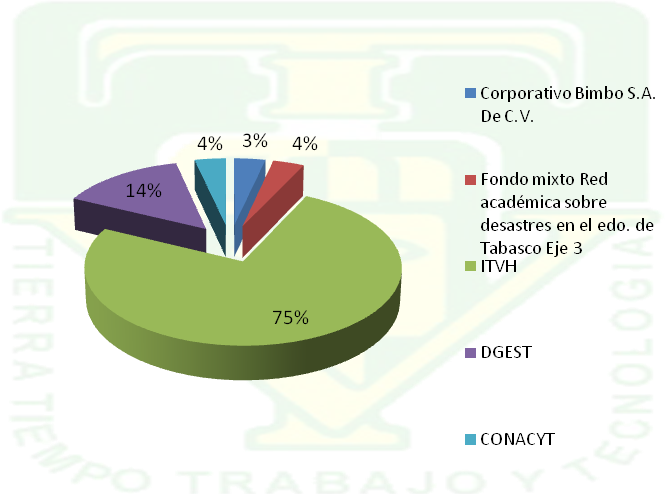 4%
3%
4%
14%
75%
Corporativo Bimbo S.A.
De C.V.
Fondo mixto Red
académica sobre
desastres en el edo. de
Tabasco Eje 3
ITVH
DGEST
CONACYT
TIERRA TIEMPO TRABAJO Y TECNOLOGIA